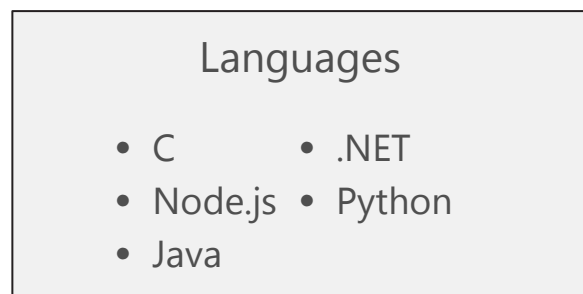 Languages
• C
• Node.js
• Java
• .NET
• Python